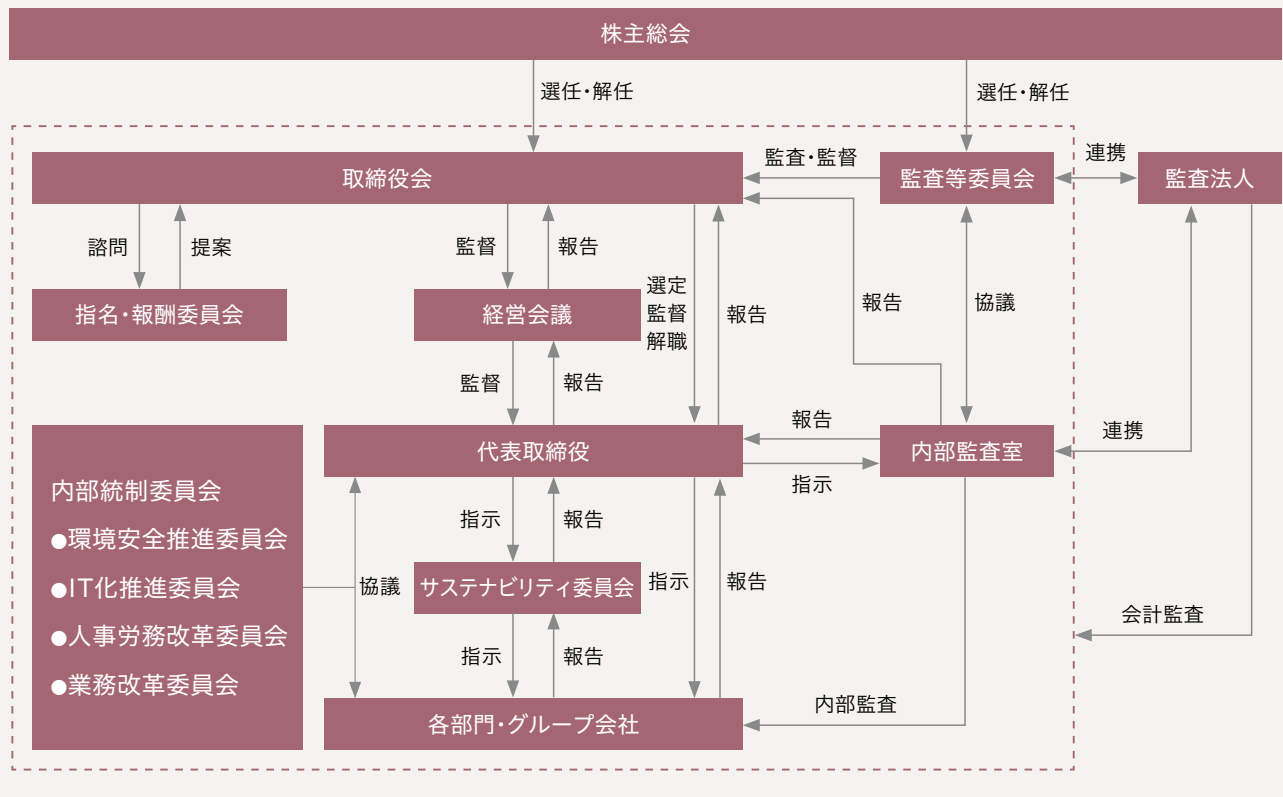 株主総会
選任・解任
選任・解任
取締役会
監査・監督
監査等委員会
連携
監査法人
諮問
提案
監督
報告
選定
監督
解職
報告
報告
協議
指名・報酬委員会
経営会議
監督
報告
報告
連携
代表取締役
内部監査室
指示
内部統制委員会
●環境安全推進委員会
●IT化推進委員会
●人事労務改革委員会
●業務改革委員会
協議
指示
報告
サステナビリティ委員会
指示
報告
会計監査
指示
報告
各部門・グループ会社
内部監査